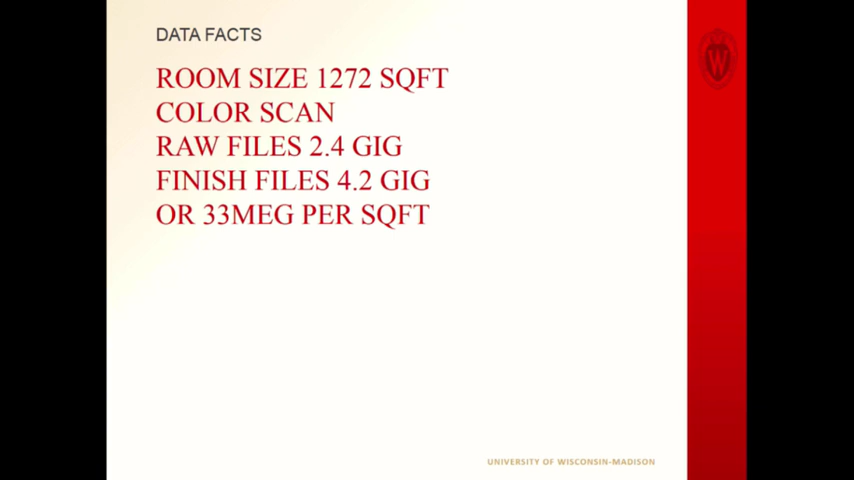 DATA FACTS
ROOM SIZE 1272 SQFT
COLOR SCAN
RAW FILES 2.4 GIG
FINISH FILES 4.2 GIG
OR 33MEG PER SQFT
W
UNIVERSITY OF WISCONSIN-MADISON